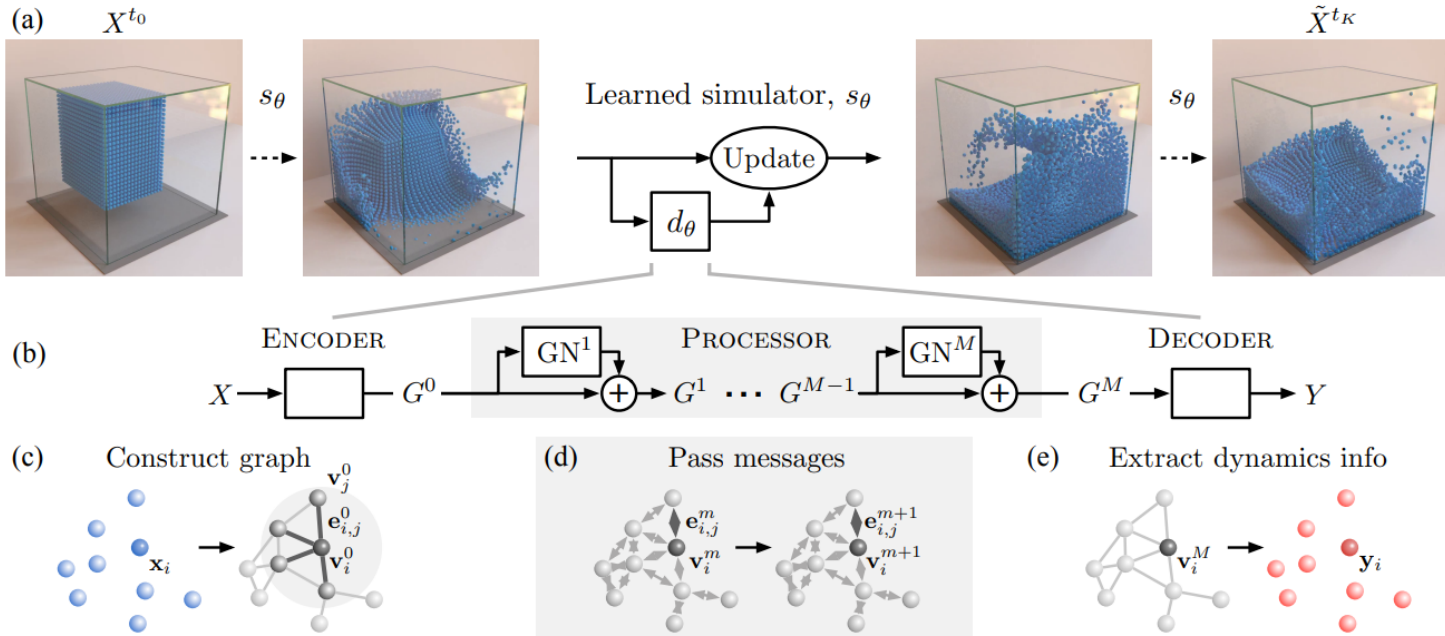 (a)
X^{t_0}
s_θ
Learned simulator, s_θ
Update
d_θ
X̃^{t_K}
s_θ
(b)
ENCODER
PROCESSOR
DECODER
X
G^0
GN^1
+
G^1 ··· G^{M−1}
GN^M
+
G^M
Y
(c)
Construct graph
x_i
v_j^0
e_{i,j}^0
v_i^0
(d)
Pass messages
e_{i,j}^m
v_i^m
e_{i,j}^{m+1}
v_i^{m+1}
(e)
Extract dynamics info
v_i^M
y_i